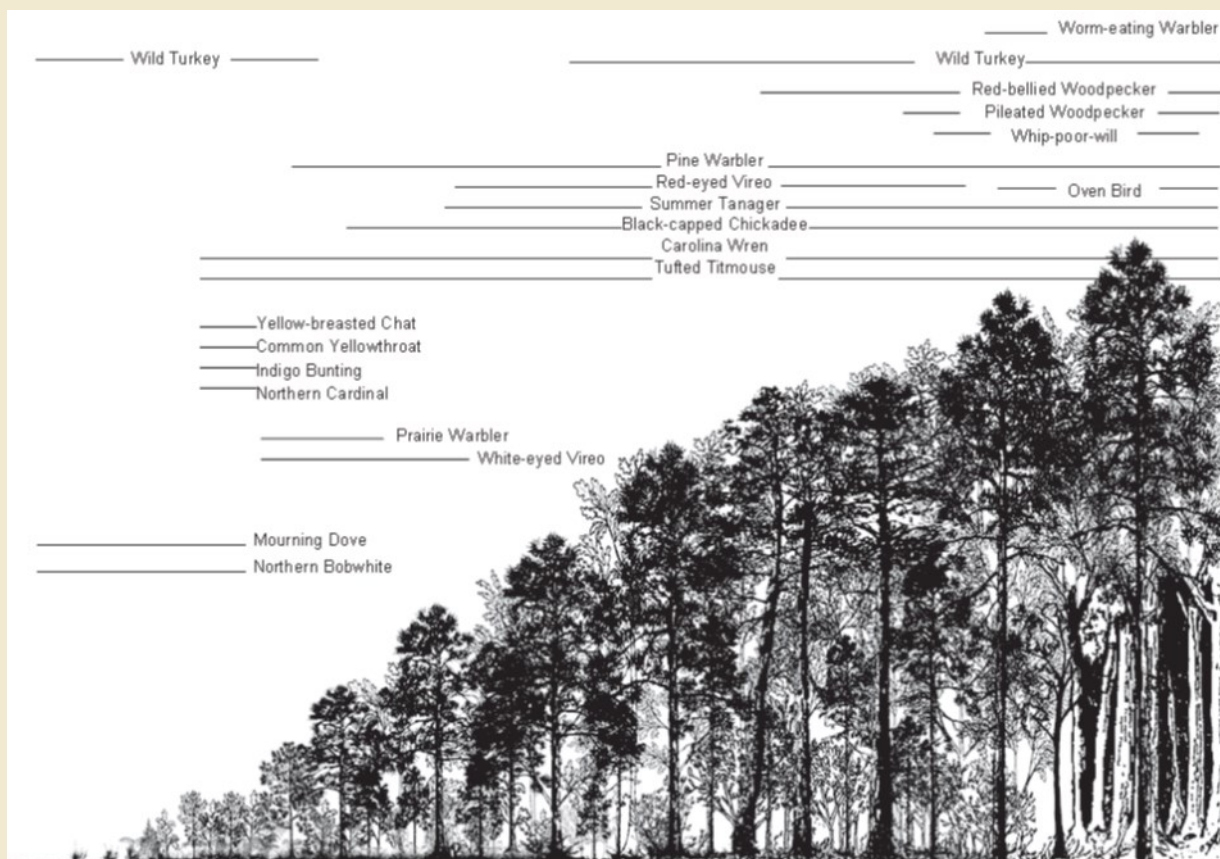 Worm-eating Warbler
Wild Turkey Wild Turkey
Red-bellied Woodpecker
Pileated Woodpecker
Whip-poor-will
Pine Warbler
Red-eyed Vireo
Oven Bird
Summer Tanager
Black-capped Chickadee
Carolina Wren
Tufted Titmouse
Yellow-breasted Chat
Common Yellowthroat
Indigo Bunting
Northern Cardinal
Prairie Warbler
White-eyed Vireo
Mourning Dove
Northern Bobwhite